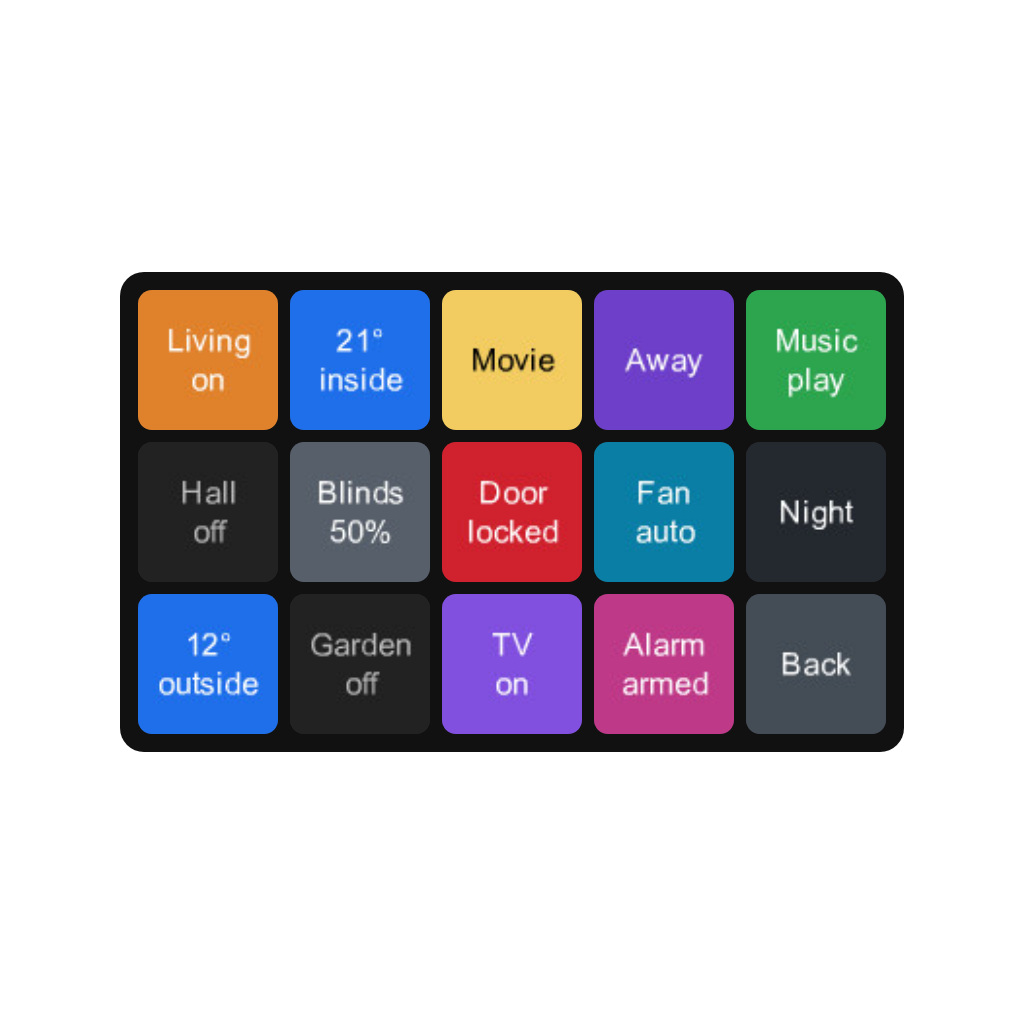 Living
on
21°
inside
Movie
Away
Music
play
Hall
off
Blinds
50%
Door
locked
Fan
auto
Night
12°
outside
Garden
off
TV
on
Alarm
armed
Back